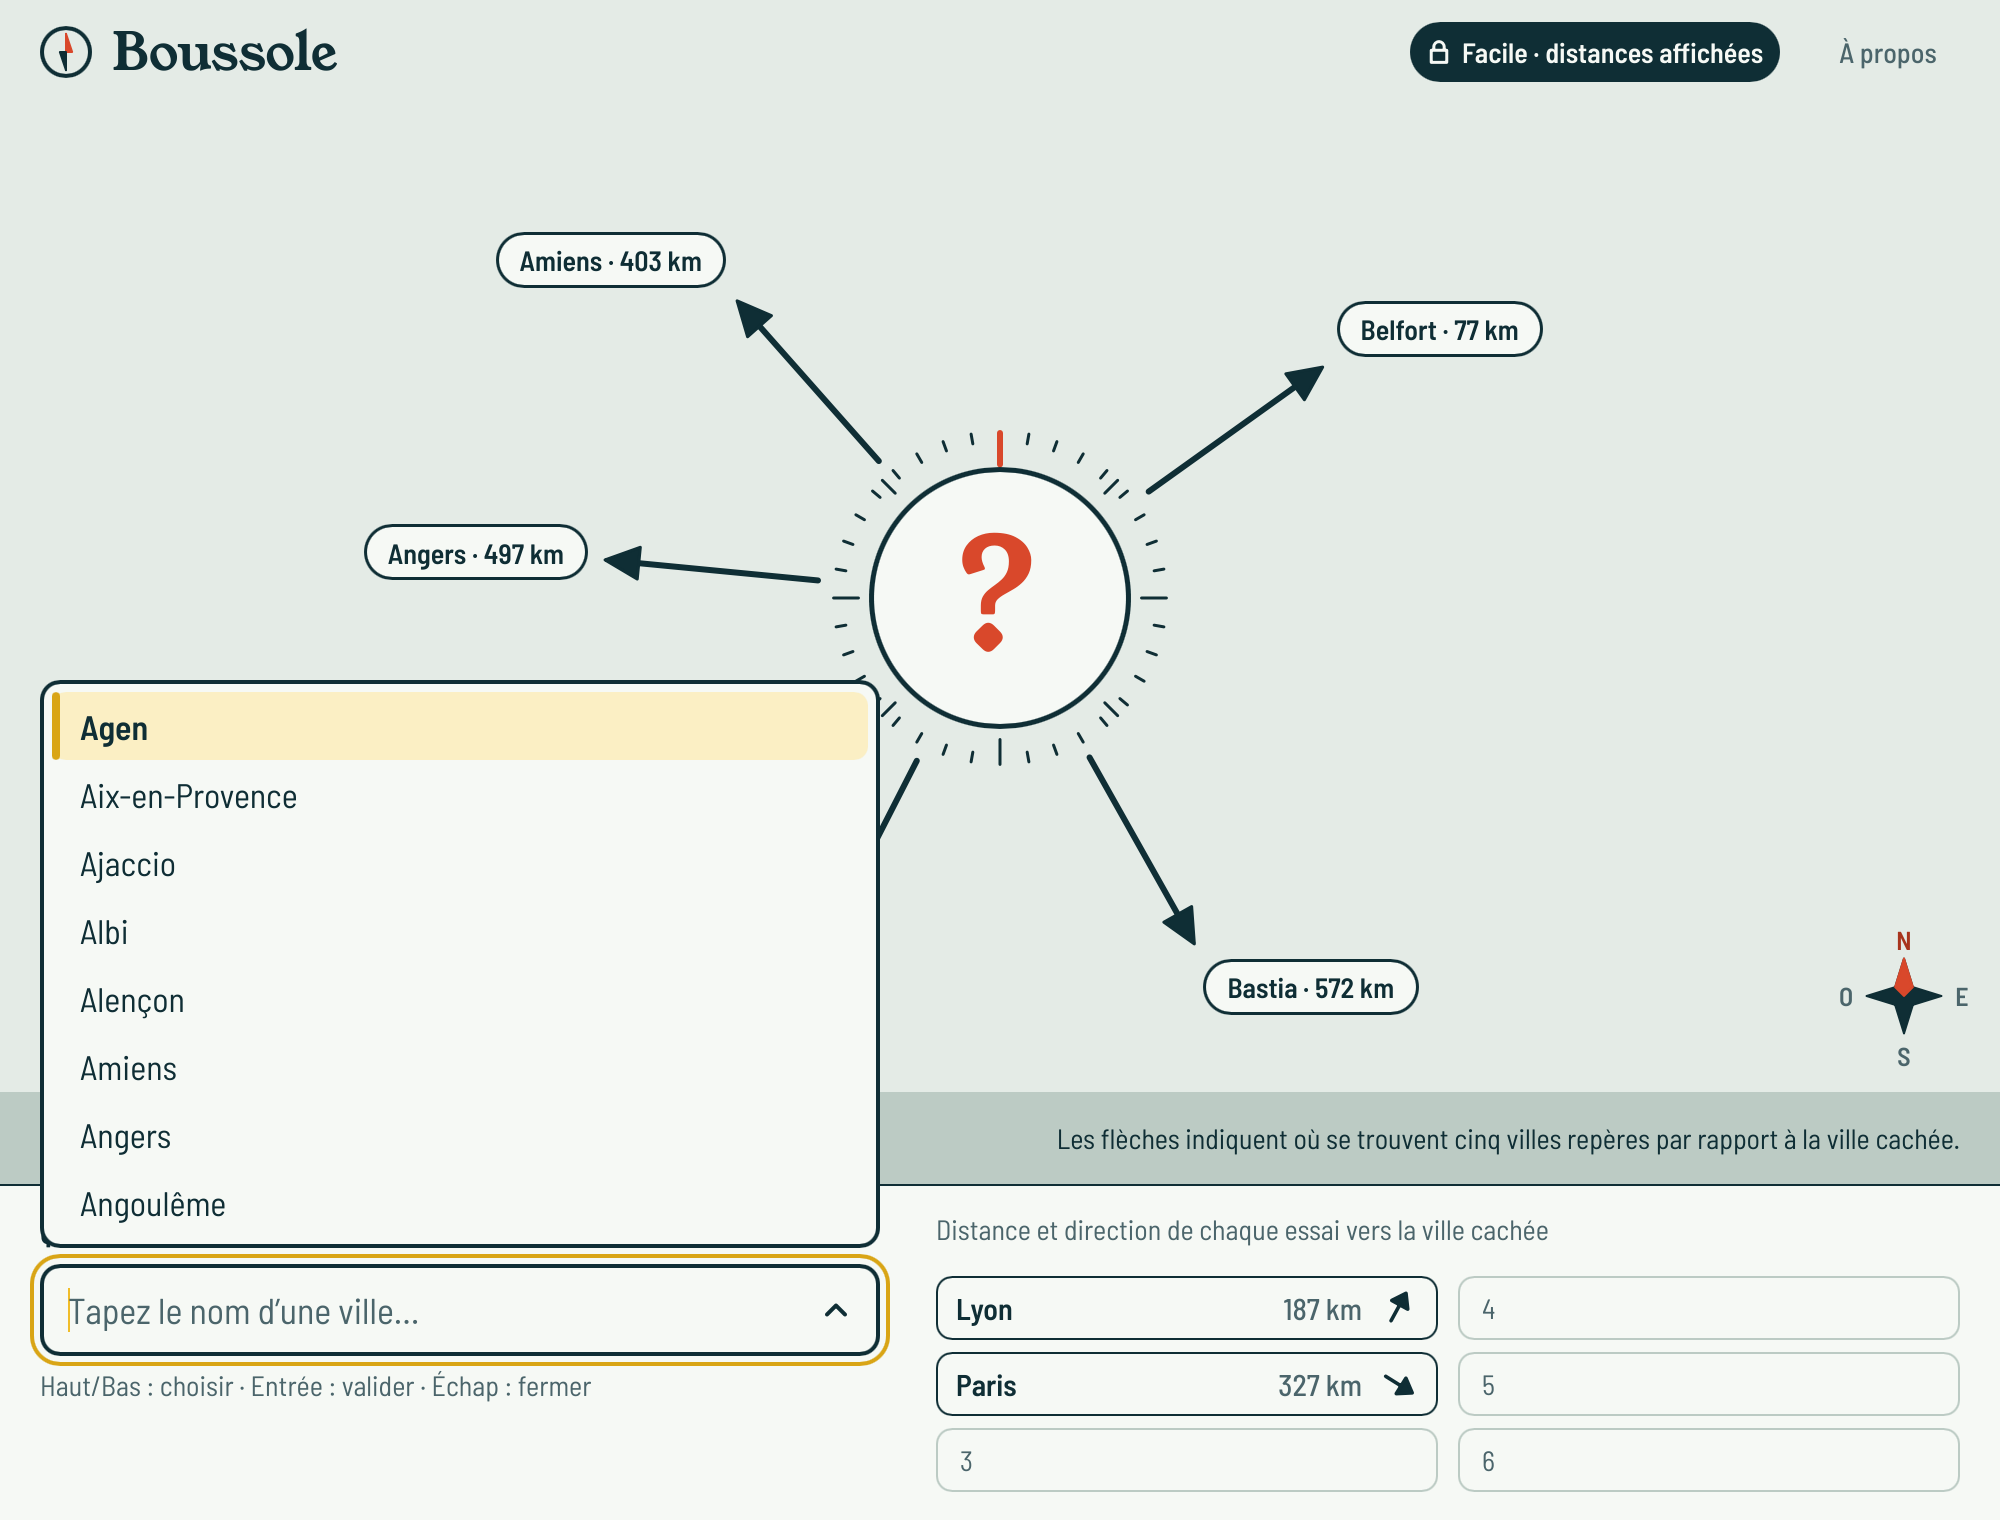 Boussole
Facile · distances affichées
À propos
Amiens · 403 km
Belfort · 77 km
Angers · 497 km
?
Agen
Aix-en-Provence
Ajaccio
Albi
Alençon
Amiens
Angers
Angoulême
Bastia · 572 km
N
O
E
S
Les flèches indiquent où se trouvent cinq villes repères par rapport à la ville cachée.
Tapez le nom d’une ville…
Haut/Bas : choisir · Entrée : valider · Échap : fermer
Distance et direction de chaque essai vers la ville cachée
Lyon 187 km
Paris 327 km
3
4
5
6